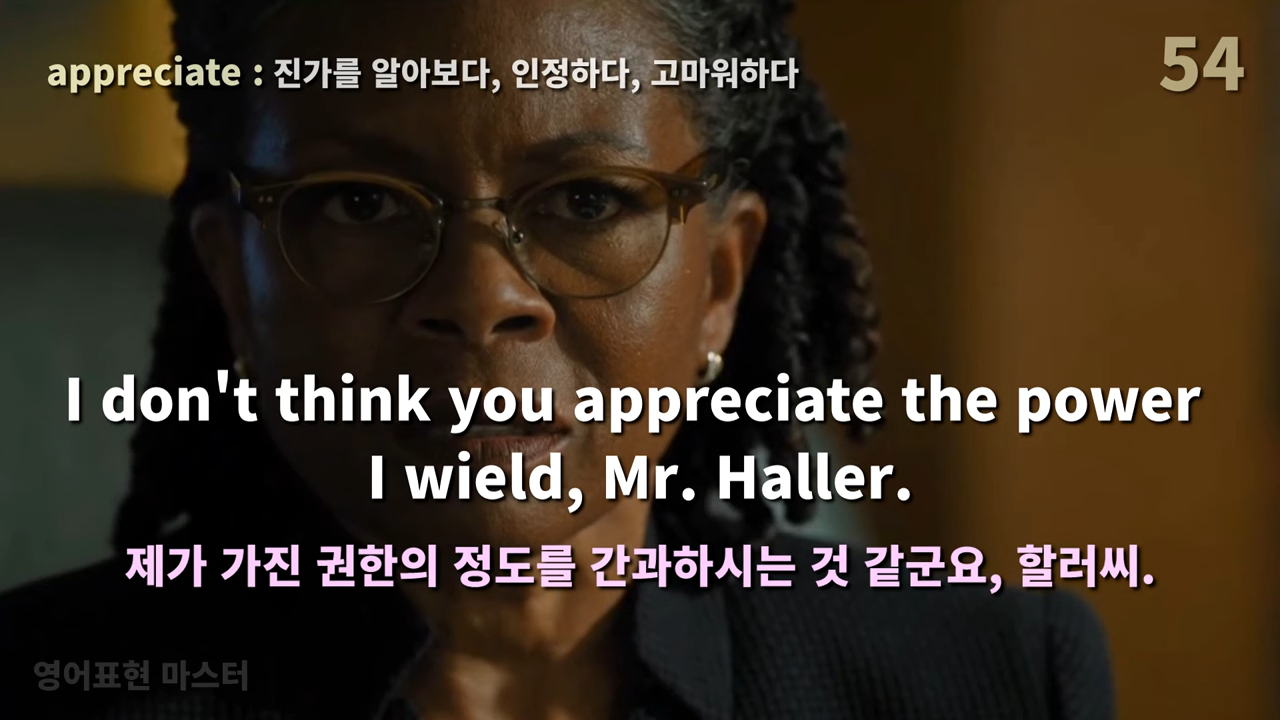 appreciate : 진가를 알아보다, 인정하다, 고마워하다
54
I don't think you appreciate the power
I wield, Mr. Haller.
제가 가진 권한의 정도를 간과하시는 것 같군요, 할러씨.
영어표현 마스터